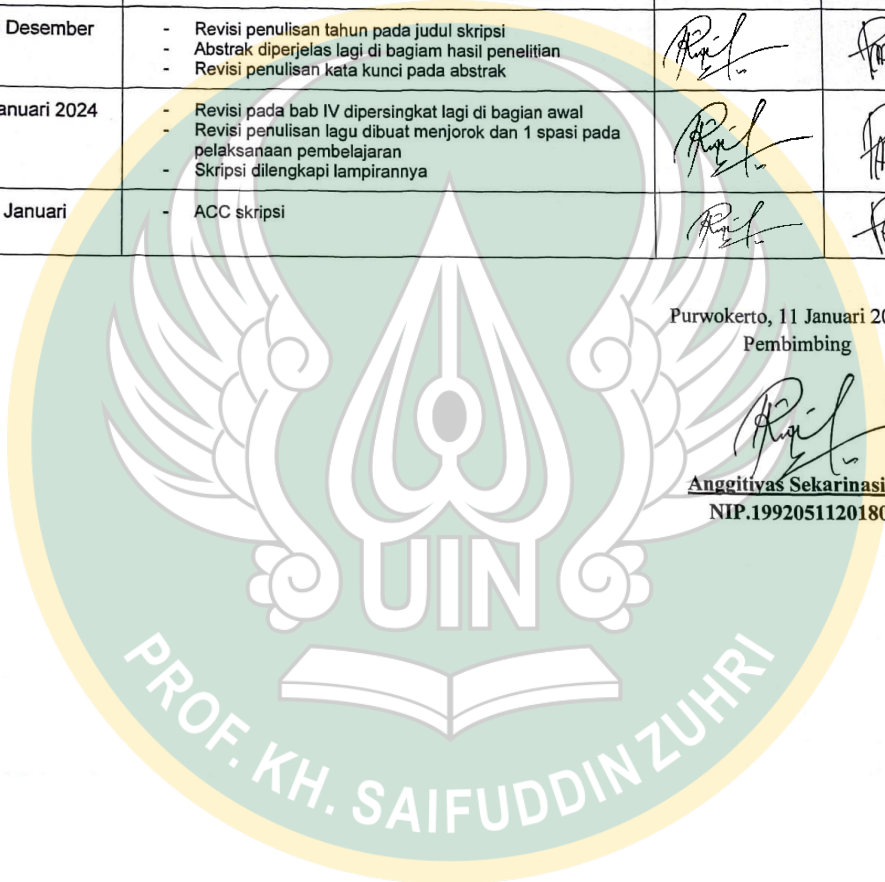 Desember
- Revisi penulisan tahun pada judul skripsi
- Abstrak diperjelas lagi di bagiam hasil penelitian
- Revisi penulisan kata kunci pada abstrak
anuari 2024
- Revisi pada bab IV dipersingkat lagi di bagian awal
- Revisi penulisan lagu dibuat menjorok dan 1 spasi pada
pelaksanaan pembelajaran
- Skripsi dilengkapi lampirannya
Januari
- ACC skripsi
Purwokerto, 11 Januari 20
Pembimbing
Anggitiyas Sekarinasi
NIP.1992051120180
UIN
PROF. KH. SAIFUDDIN ZUHRI